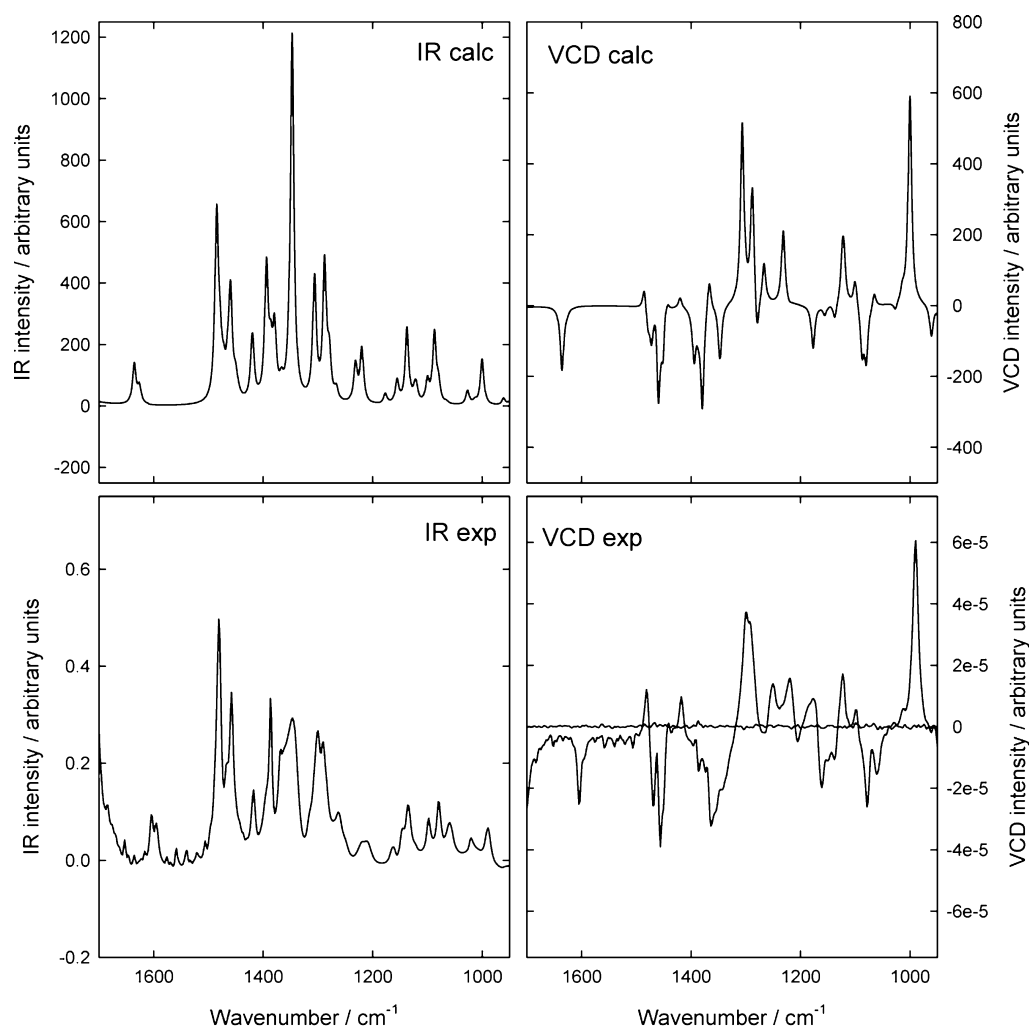 IR calc
VCD calc
1200
1000
800
600
400
200
0
-200
IR intensity / arbitrary units
800
600
400
200
0
-200
-400
VCD intensity / arbitrary units
IR exp
VCD exp
0.6
0.4
0.2
0.0
-0.2
IR intensity / arbitrary units
6e-5
4e-5
2e-5
0
-2e-5
-4e-5
-6e-5
VCD intensity / arbitrary units
1600 1400 1200 1000
1600 1400 1200 1000
Wavenumber / cm⁻¹
Wavenumber / cm⁻¹